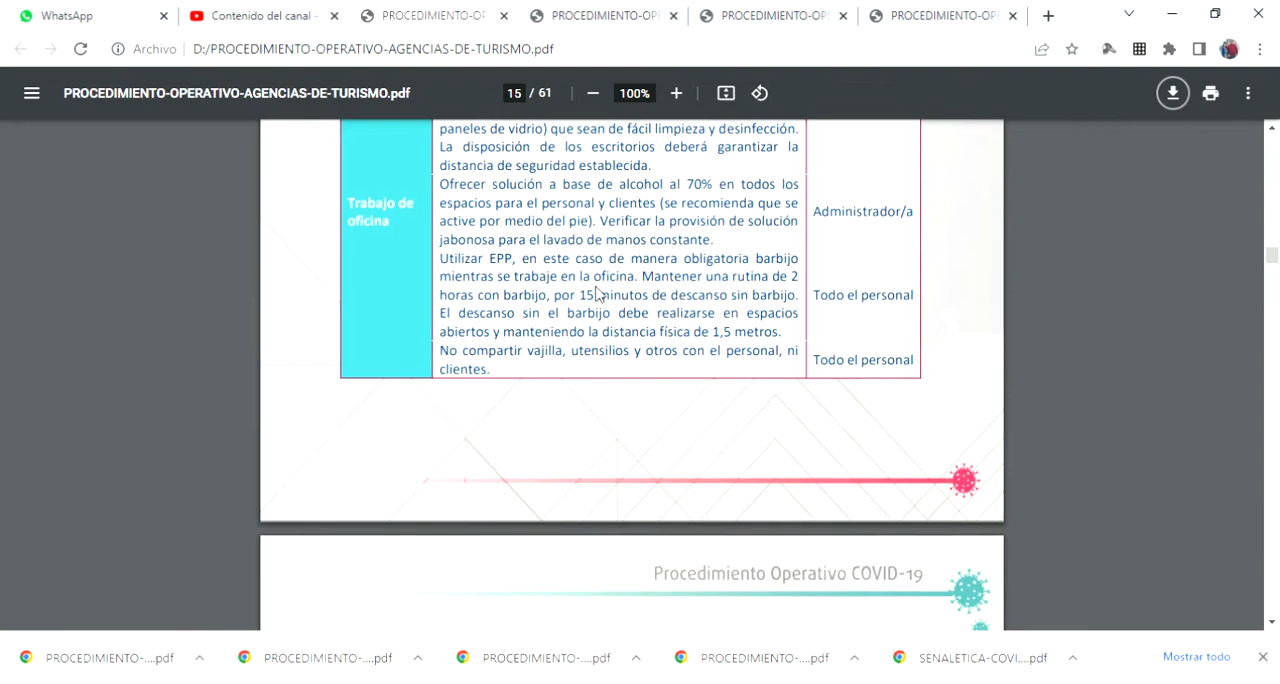 WhatsApp
Contenido del canal -
PROCEDIMIENTO-OP
PROCEDIMIENTO-OPE
PROCEDIMIENTO-OPE
PROCEDIMIENTO-OPE
Archivo D:/PROCEDIMIENTO-OPERATIVO-AGENCIAS-DE-TURISMO.pdf
PROCEDIMIENTO-OPERATIVO-AGENCIAS-DE-TURISMO.pdf
15 / 61
100%
paneles de vidrio) que sean de fácil limpieza y desinfección.
La disposición de los escritorios deberá garantizar la
distancia de seguridad establecida.
Trabajo de
oficina
Ofrecer solución a base de alcohol al 70% en todos los
espacios para el personal y clientes (se recomienda que se
active por medio del pie). Verificar la provisión de solución
jabonosa para el lavado de manos constante.
Administrador/a
Utilizar EPP, en este caso de manera obligatoria barbijo
mientras se trabaje en la oficina. Mantener una rutina de 2
horas con barbijo, por 15 minutos de descanso sin barbijo.
El descanso sin el barbijo debe realizarse en espacios
abiertos y manteniendo la distancia física de 1,5 metros.
Todo el personal
No compartir vajilla, utensilios y otros con el personal, ni
clientes.
Todo el personal
Procedimiento Operativo COVID-19
PROCEDIMIENTO-....pdf
PROCEDIMIENTO-....pdf
PROCEDIMIENTO-....pdf
PROCEDIMIENTO-....pdf
SENALETICA-COVI....pdf
Mostrar todo